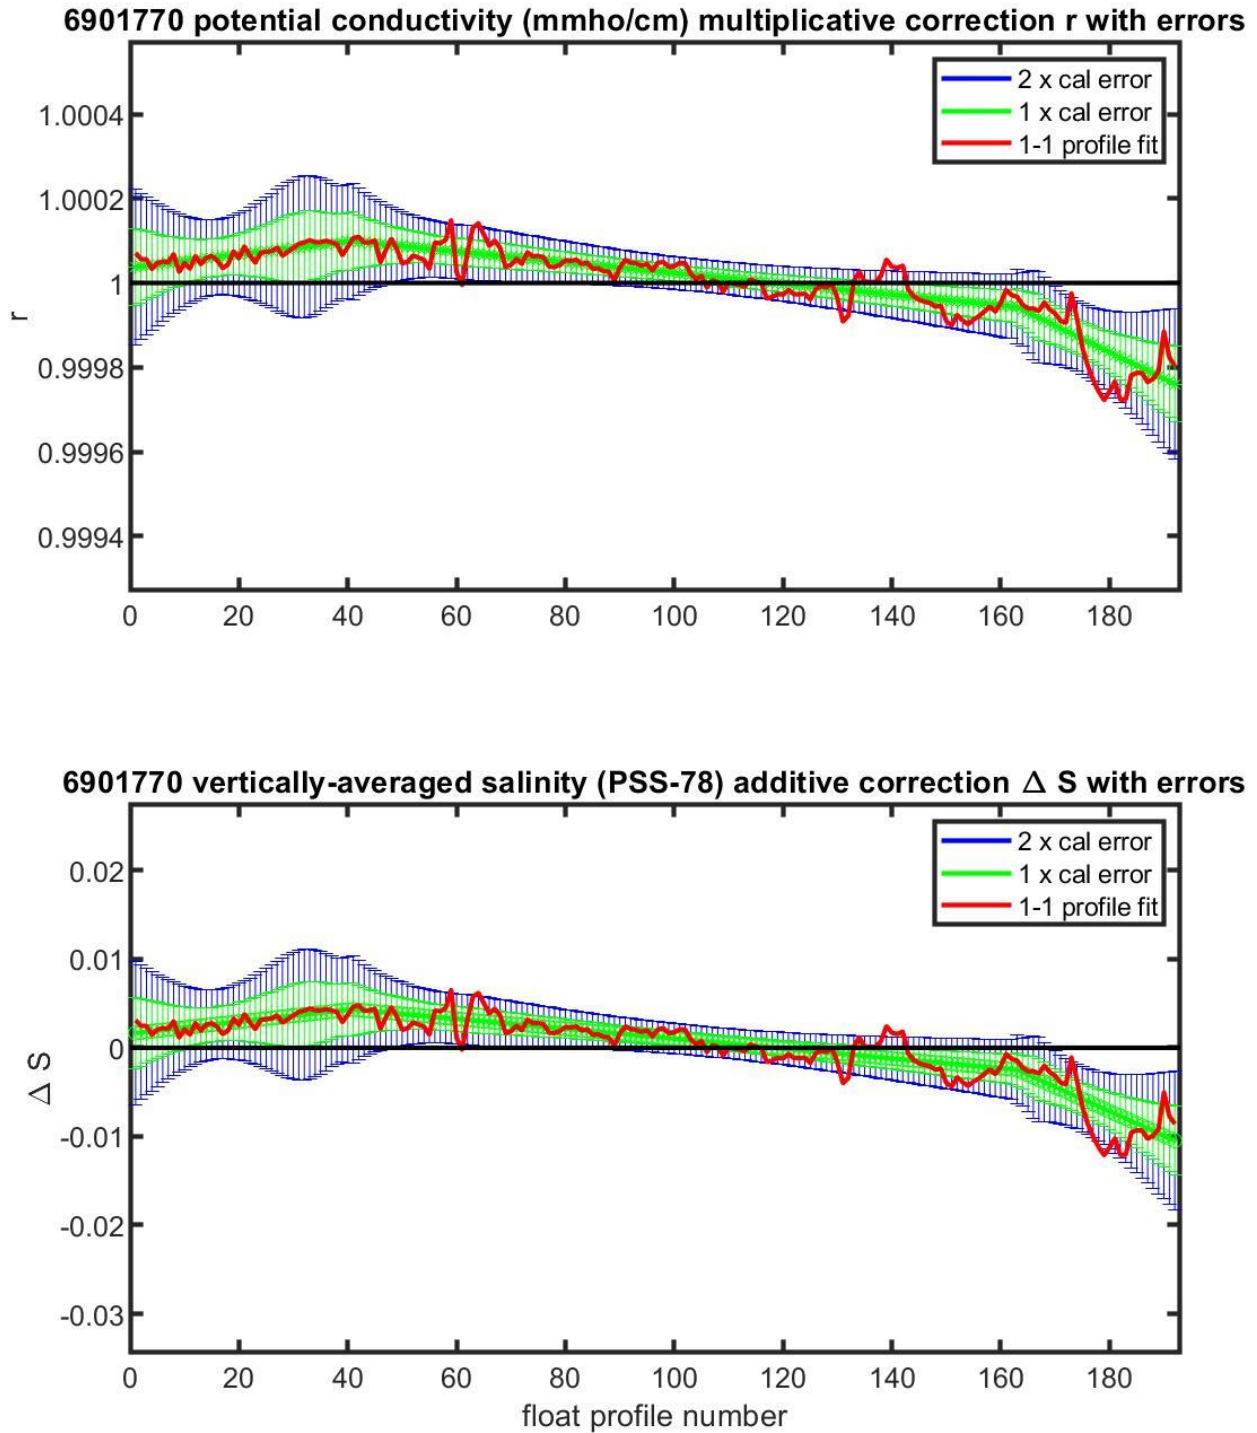 6901770 potential conductivity (mmho/cm) multiplicative correction r with errors
2 x cal error
1 x cal error
1-1 profile fit
1.0004
1.0002
1
0.9998
0.9996
0.9994
r
0 20 40 60 80 100 120 140 160 180
6901770 vertically-averaged salinity (PSS-78) additive correction Δ S with errors
2 x cal error
1 x cal error
1-1 profile fit
0.02
0.01
0
-0.01
-0.02
-0.03
Δ S
0 20 40 60 80 100 120 140 160 180
float profile number